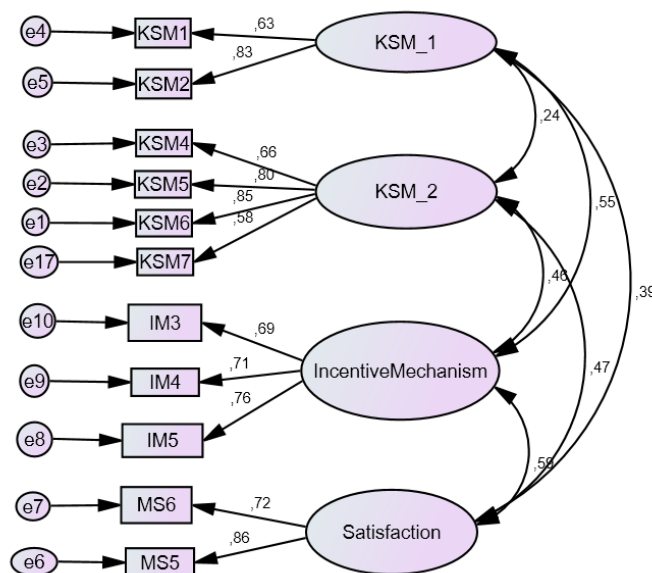 e4 KSM1 ,63 KSM_1
e5 KSM2 ,83
,24
e3 KSM4 ,66
e2 KSM5 ,80 KSM_2
e1 KSM6 ,85
,55
e17 KSM7 ,58
,46
,39
e10 IM3 ,69
e9 IM4 ,71 IncentiveMechanism
,47
e8 IM5 ,76
,59
e7 MS6 ,72
Satisfaction
e6 MS5 ,86